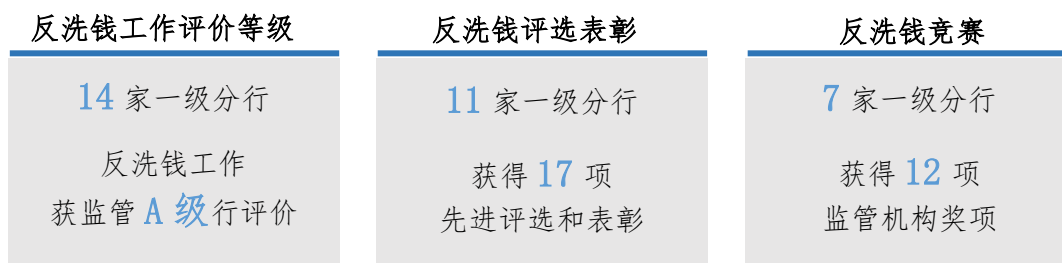 反洗钱工作评价等级
14 家一级分行
反洗钱工作
获监管 A 级行评价
反洗钱评选表彰
11 家一级分行
获得 17 项
先进评选和表彰
反洗钱竞赛
7 家一级分行
获得 12 项
监管机构奖项